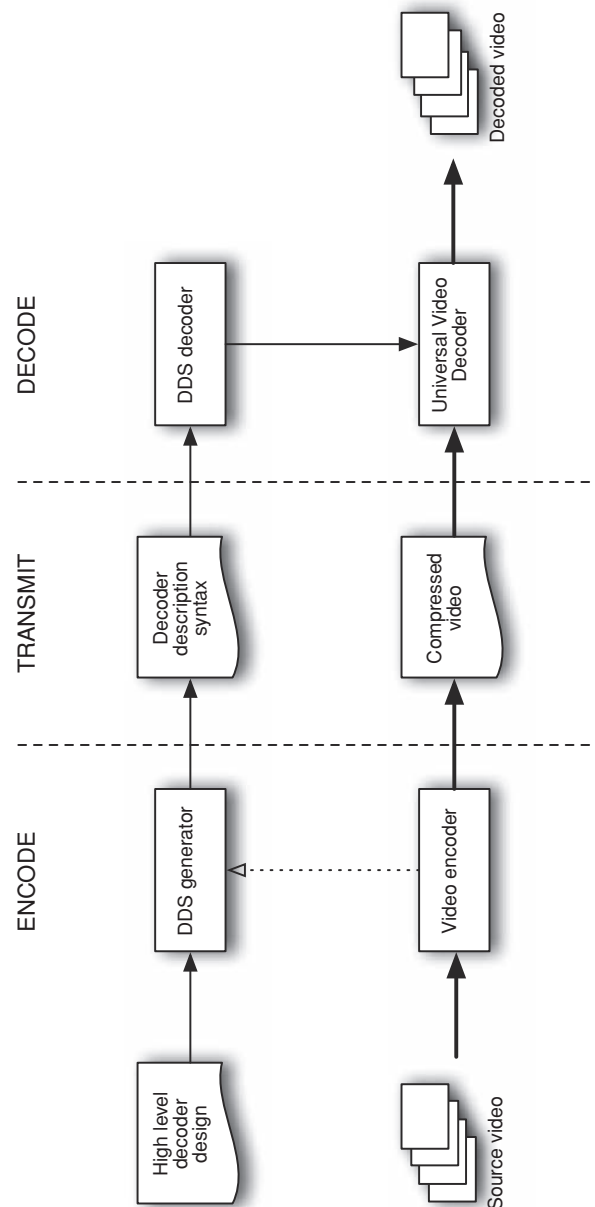 ENCODE
TRANSMIT
DECODE
High level
decoder
design
DDS generator
Decoder
description
syntax
DDS decoder
Source video
Video encoder
Compressed
video
Universal Video
Decoder
Decoded video